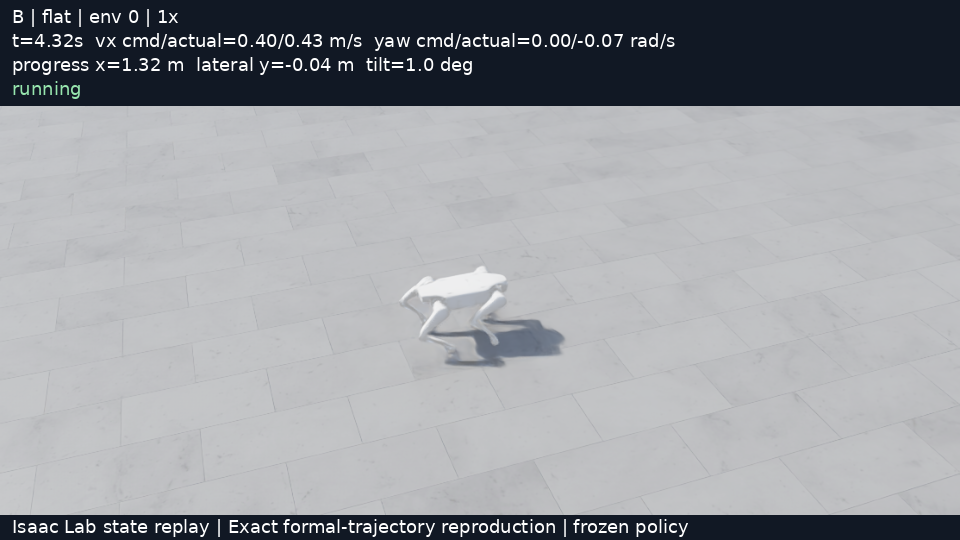 B | flat | env 0 | 1x
t=4.32s  vx cmd/actual=0.40/0.43 m/s  yaw cmd/actual=0.00/-0.07 rad/s
progress x=1.32 m  lateral y=-0.04 m  tilt=1.0 deg
running
Isaac Lab state replay | Exact formal-trajectory reproduction | frozen policy